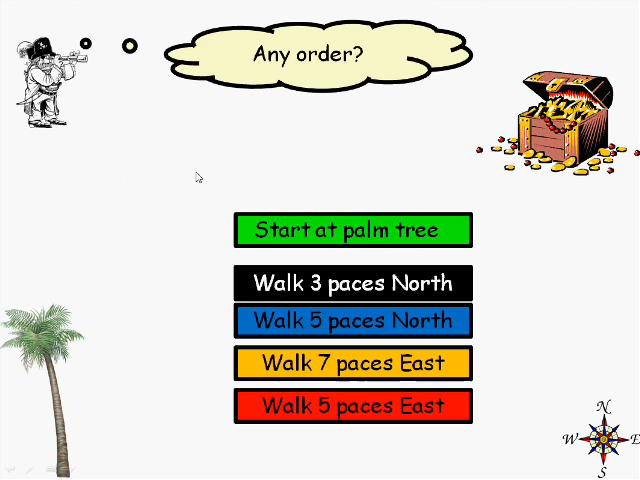 Any order?
Start at palm tree
Walk 3 paces North
Walk 5 paces North
Walk 7 paces East
Walk 5 paces East
N
W E
S